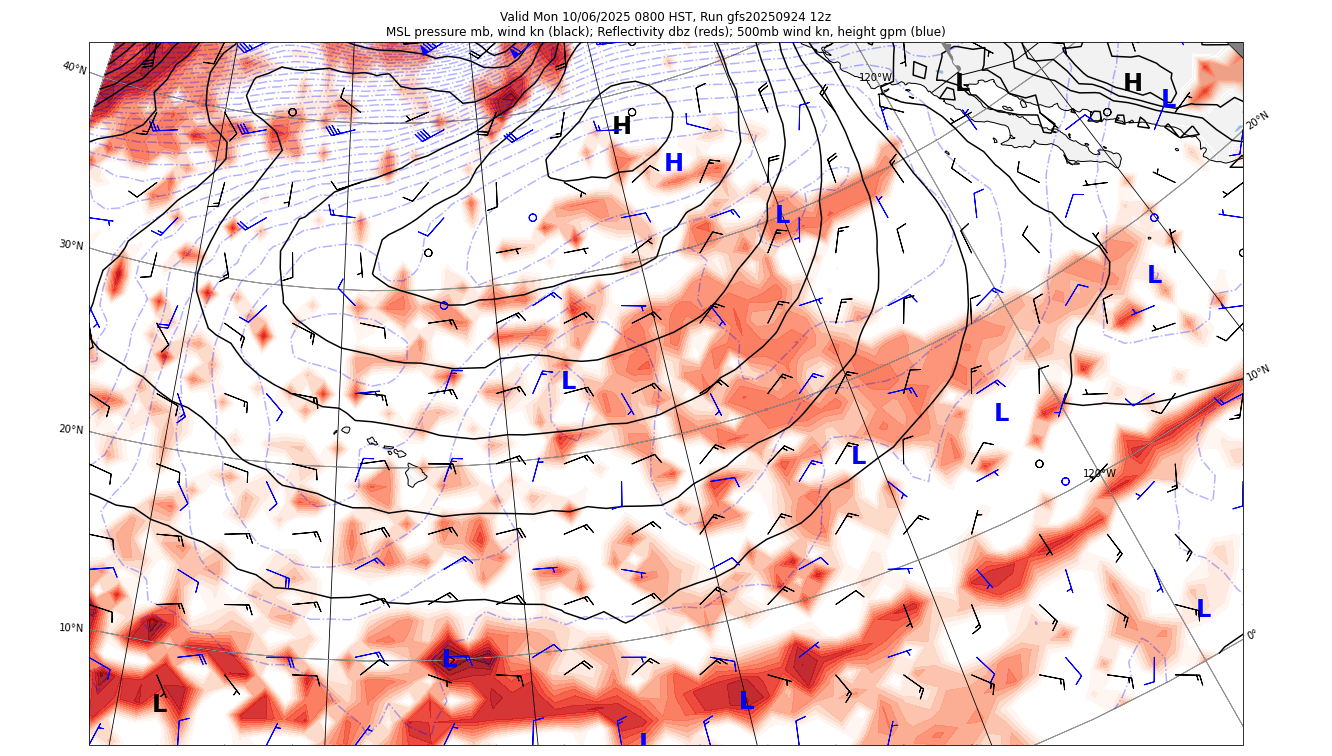 Valid Mon 10/06/2025 0800 HST, Run gfs20250924 12z
MSL pressure mb, wind kn (black); Reflectivity dbz (reds); 500mb wind kn, height gpm (blue)
40°N
120°W
L
H
L
20°N
H
H
L
30°N
L
10°N
L
L
20°N
L
120°W
10°N
L
0°
L
L
L
L